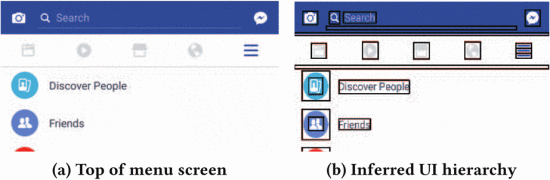 Search
Discover People
Friends
(a) Top of menu screen
Search
Discover People
Friends
(b) Inferred UI hierarchy